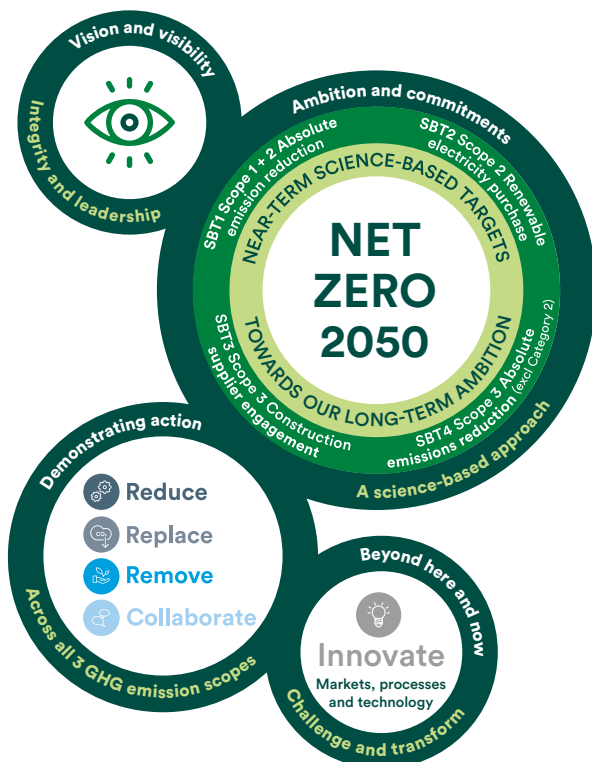 Vision and visibility
Integrity and leadership
Ambition and commitments
SBT1 Scope 1 + 2 Absolute
emission reduction
SBT2 Scope 2 Renewable
electricity purchase
NEAR-TERM SCIENCE-BASED TARGETS
NET
ZERO
2050
TOWARDS OUR LONG-TERM AMBITION
SBT3 Scope 3 Construction
supplier engagement
SBT4 Scope 3 Absolute
emissions reduction (excl Category 2)
A science-based approach
Demonstrating action
Reduce
CO₂
Replace
Remove
Collaborate
Across all 3 GHG emission scopes
Beyond here and now
Innovate
Markets, processes
and technology
Challenge and transform